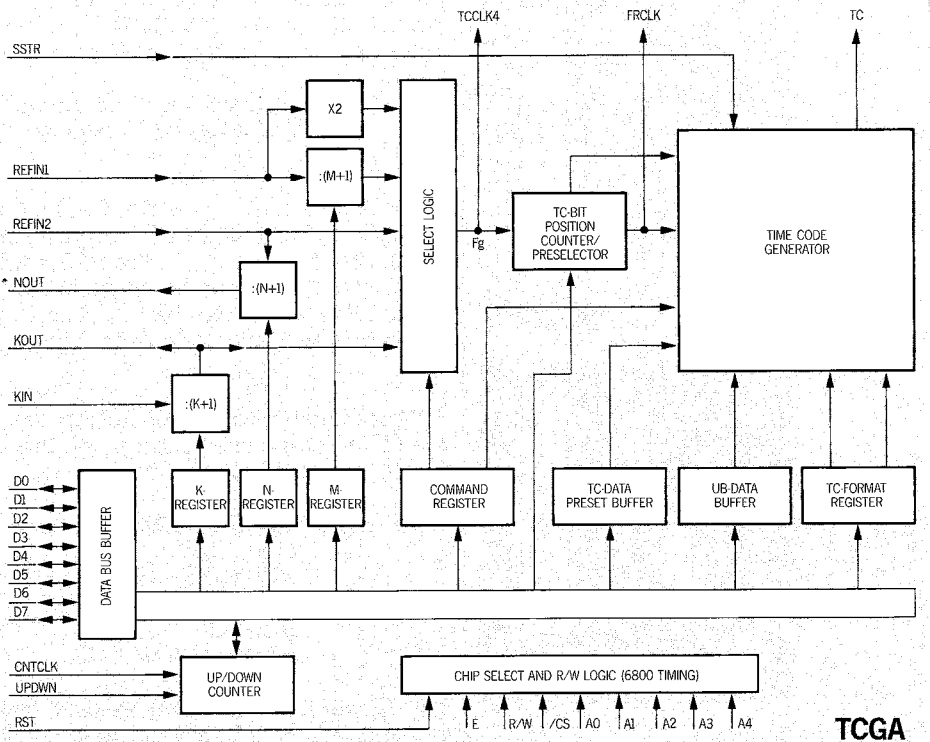 TCCLK4
FRCLK
TC
SSTR
X2
REFIN1
:(M+1)
REFIN2
SELECT LOGIC
Fg
TC-BIT
POSITION
COUNTER/
PRESELECTOR
TIME CODE
GENERATOR
* NOUT
:(N+1)
KOUT
KIN
:(K+1)
D0
D1
D2
D3
D4
D5
D6
D7
DATA BUS BUFFER
K-
REGISTER
N-
REGISTER
M-
REGISTER
COMMAND
REGISTER
TC-DATA
PRESET BUFFER
UB-DATA
BUFFER
TC-FORMAT
REGISTER
CNTCLK
UPDWN
UP/DOWN
COUNTER
CHIP SELECT AND R/W LOGIC (6800 TIMING)
RST
E
R/W
/CS
A0
A1
A2
A3
A4
TCGA